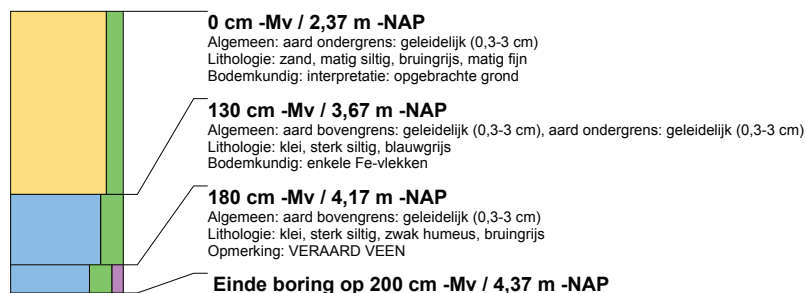 0 cm -Mv / 2,37 m -NAP
Algemeen: aard ondergrens: geleidelijk (0,3-3 cm)
Lithologie: zand, matig siltig, bruingrijs, matig fijn
Bodemkundig: interpretatie: opgebrachte grond
130 cm -Mv / 3,67 m -NAP
Algemeen: aard bovengrens: geleidelijk (0,3-3 cm), aard ondergrens: geleidelijk (0,3-3 cm)
Lithologie: klei, sterk siltig, blauwgrijs
Bodemkundig: enkele Fe-vlekken
180 cm -Mv / 4,17 m -NAP
Algemeen: aard bovengrens: geleidelijk (0,3-3 cm)
Lithologie: klei, sterk siltig, zwak humeus, bruingrijs
Opmerking: VERAARD VEEN
Einde boring op 200 cm -Mv / 4,37 m -NAP